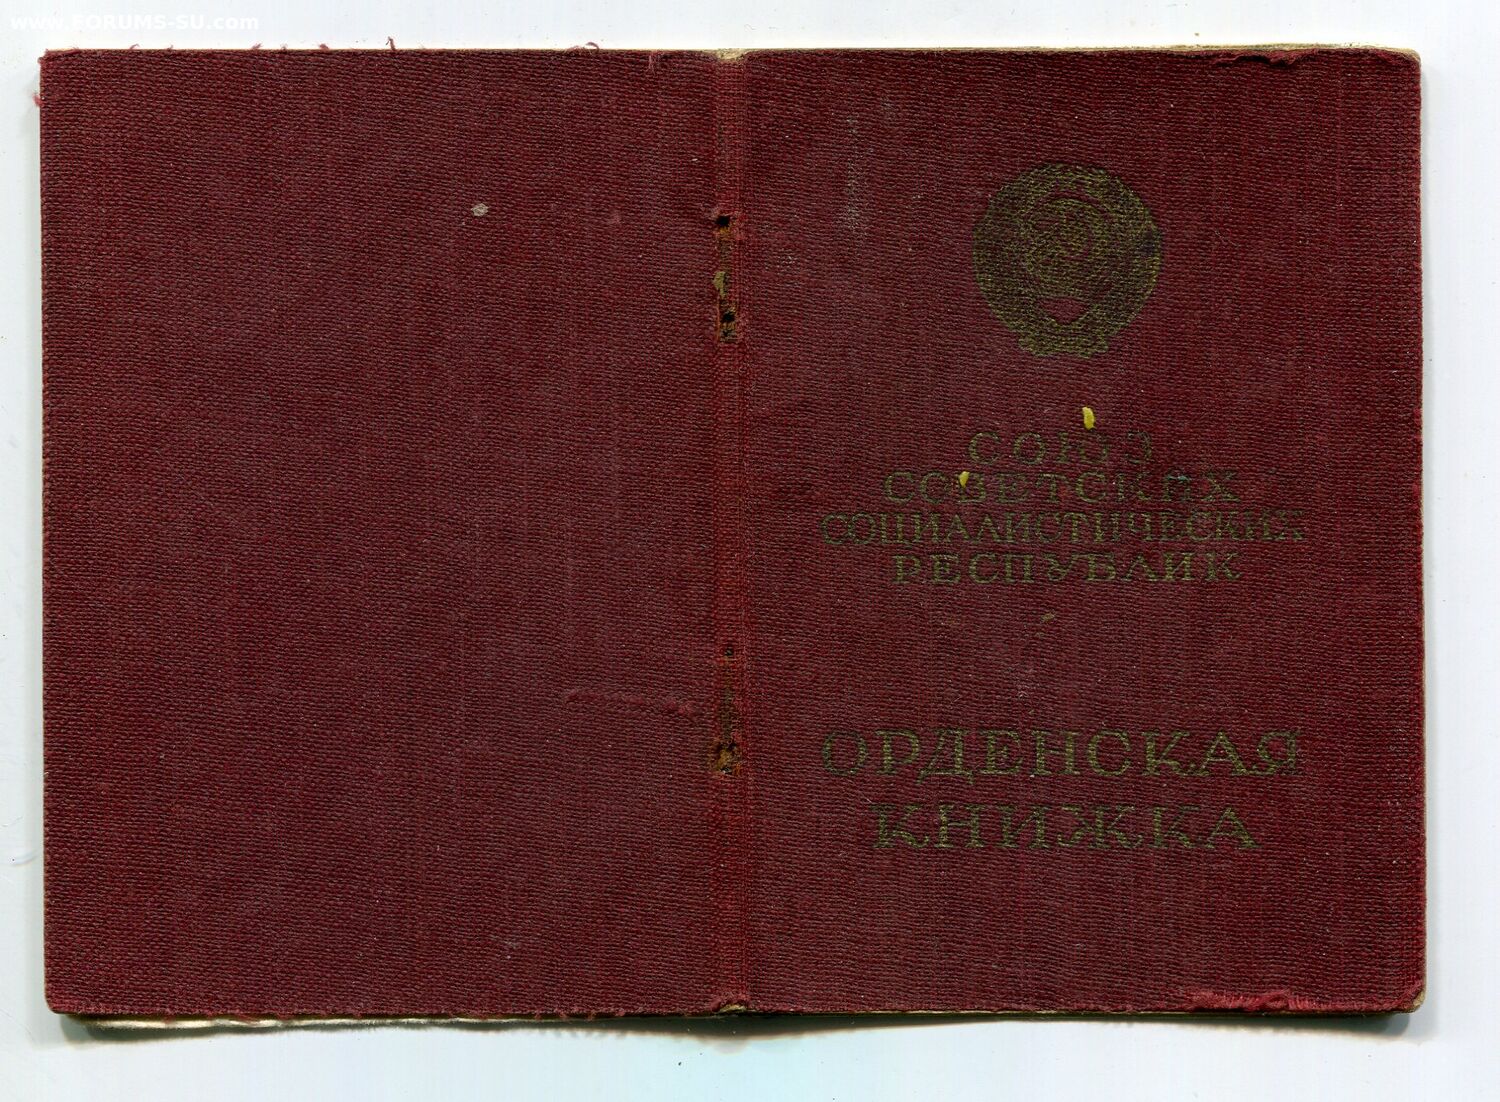 www.FORUMS-SU.com
СОЮЗ
СОВЕТСКИХ
СОЦИАЛИСТИЧЕСКИХ
РЕСПУБЛИК
ОРДЕНСКАЯ
КНИЖКА